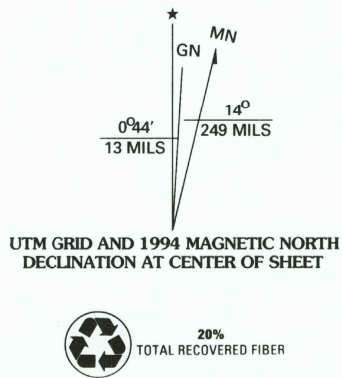 ★
GN
MN
0°44'
13 MILS
14°
249 MILS
UTM GRID AND 1994 MAGNETIC NORTH
DECLINATION AT CENTER OF SHEET
20%
TOTAL RECOVERED FIBER